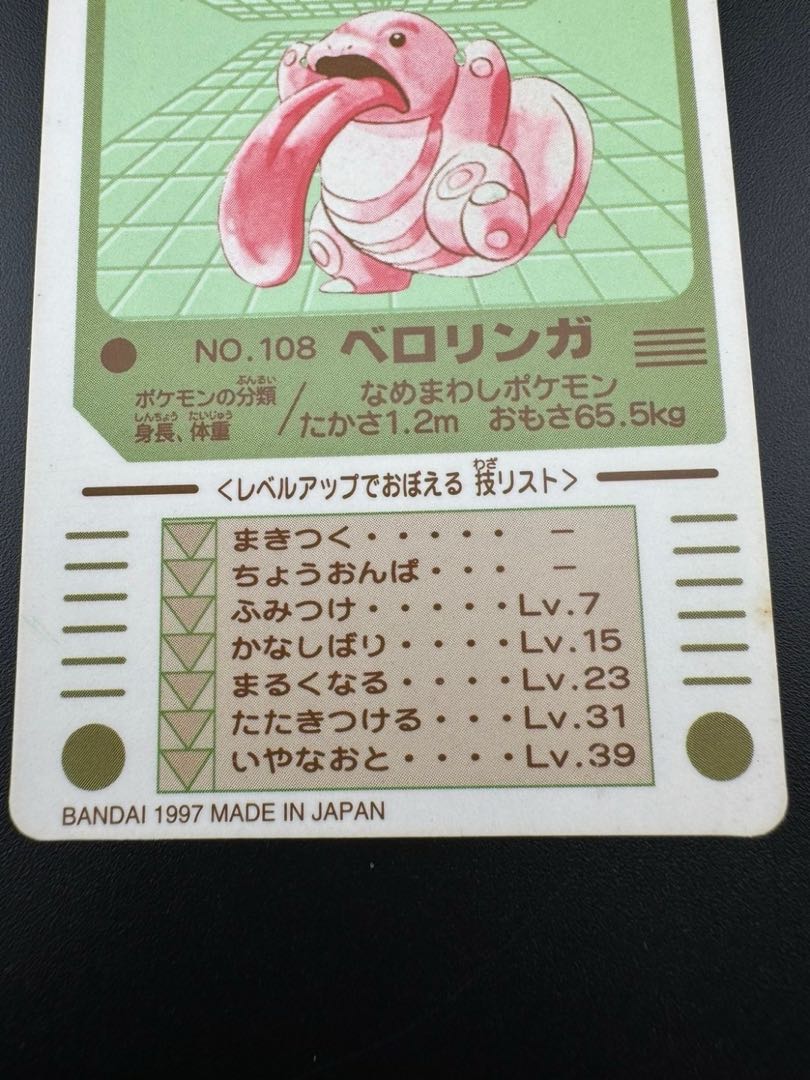 NO.108 ベロリンガ
ポケモンの分類 ぶんるい
身長、体重 しんちょう たいじゅう
なめまわしポケモン
たかさ1.2m おもさ65.5kg
<レベルアップでおぼえる 技リスト> わざ
まきつく・・・・・ －
ちょうおんぱ・・・ －
ふみつけ・・・・・Lv.7
かなしばり・・・・Lv.15
まるくなる・・・・Lv.23
たたきつける・・・Lv.31
いやなおと・・・・Lv.39
BANDAI 1997 MADE IN JAPAN